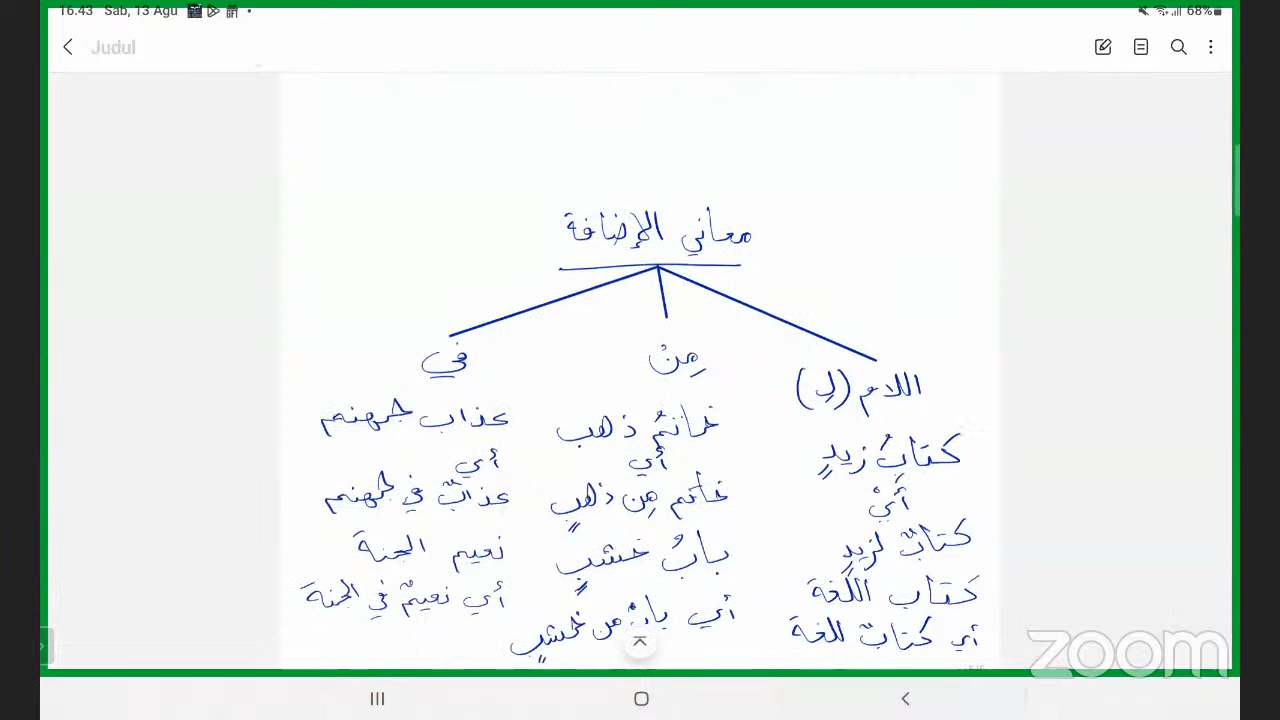 16.43 Sab, 13 Agu
68%
Judul
معاني الإضافة
اللام (لِ)
كتابُ زيدٍ
أَيْ
كتابٌ لزيدٍ
كتاب اللغة
أي كتابٌ للغة
مِنْ
خاتمُ ذهب
أي
خاتم مِن ذهبٍ
بابُ خشبٍ
أي بابٌ من خشبٍ
في
عذاب جهنم
أي
عذابٌ في جهنم
نعيم الجنة
أي نعيمٌ في الجنة
zoom